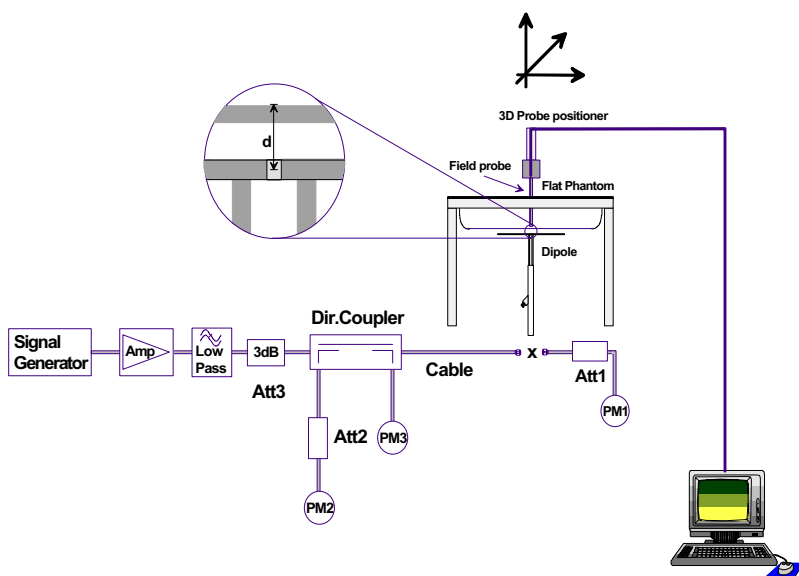 3D Probe positioner
d
Field probe
Flat Phantom
Dipole
Dir.Coupler
Signal
Generator
Amp
Low
Pass
3dB
Cable
x
Att1
Att3
PM1
Att2
PM3
PM2